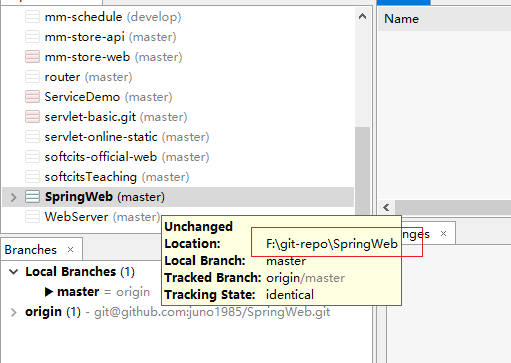 mm-schedule (develop)
mm-store-api (master)
mm-store-web (master)
router (master)
ServiceDemo (master)
servlet-basic.git (master)
servlet-online-static (master)
softcits-official-web (master)
softcitsTeaching (master)
SpringWeb (master)
WebServer (master)
Name
Unchanged
Location: F:\git-repo\SpringWeb
Local Branch: master
Tracked Branch: origin/master
Tracking State: identical
Branches ×
Local Branches (1)
master = origin
origin (1) - git@github.com:juno1985/SpringWeb.git